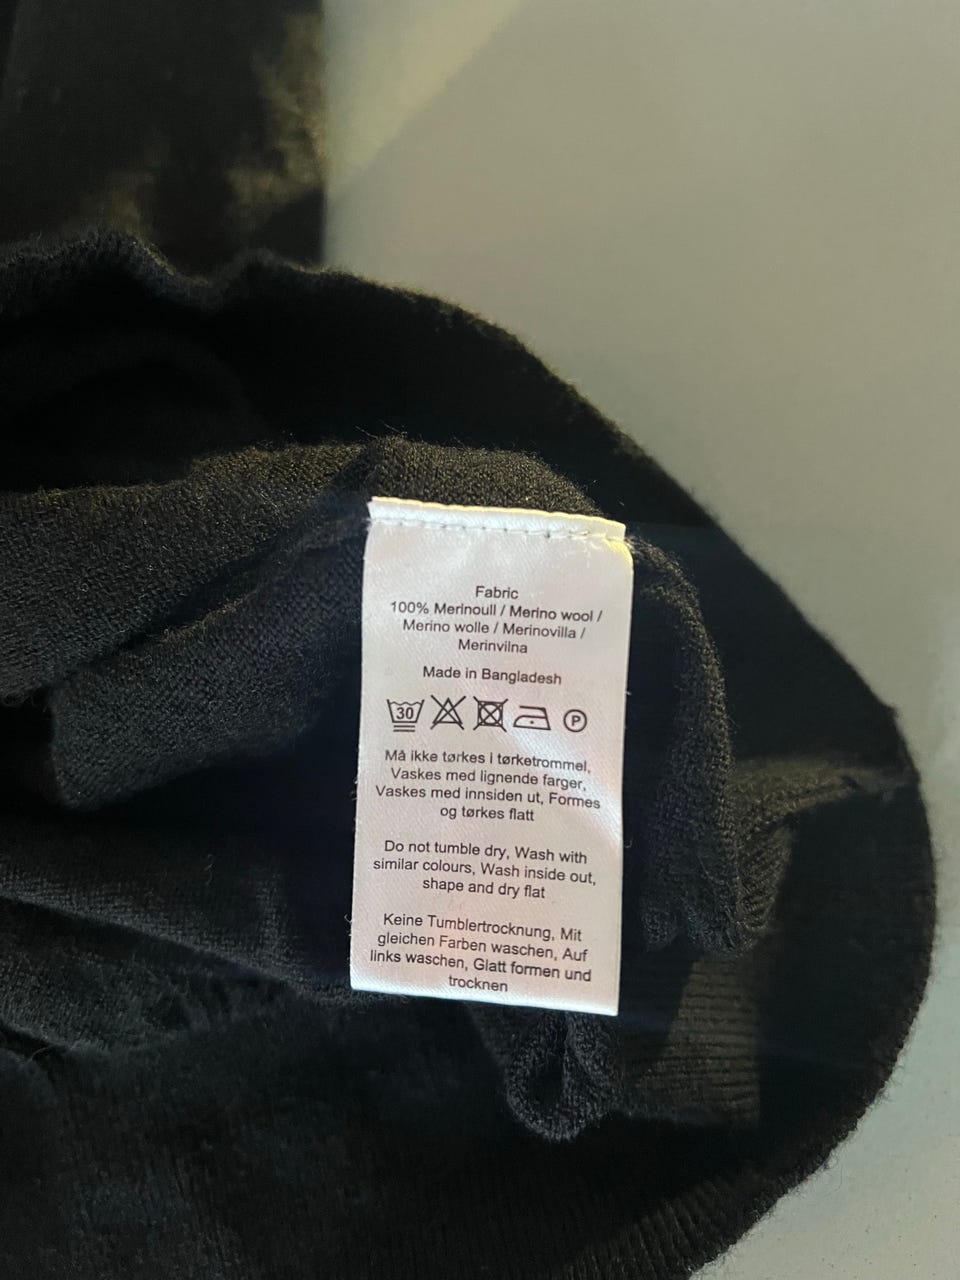 Fabric
100% Merinoull / Merino wool /
Merino wolle / Merinovilla /
Merinvilna
Made in Bangladesh
30 P
Må ikke tørkes i tørketrommel,
Vaskes med lignende farger,
Vaskes med innsiden ut, Formes
og tørkes flatt
Do not tumble dry, Wash with
similar colours, Wash inside out,
shape and dry flat
Keine Tumblertrocknung, Mit
gleichen Farben waschen, Auf
links waschen, Glatt formen und
trocknen